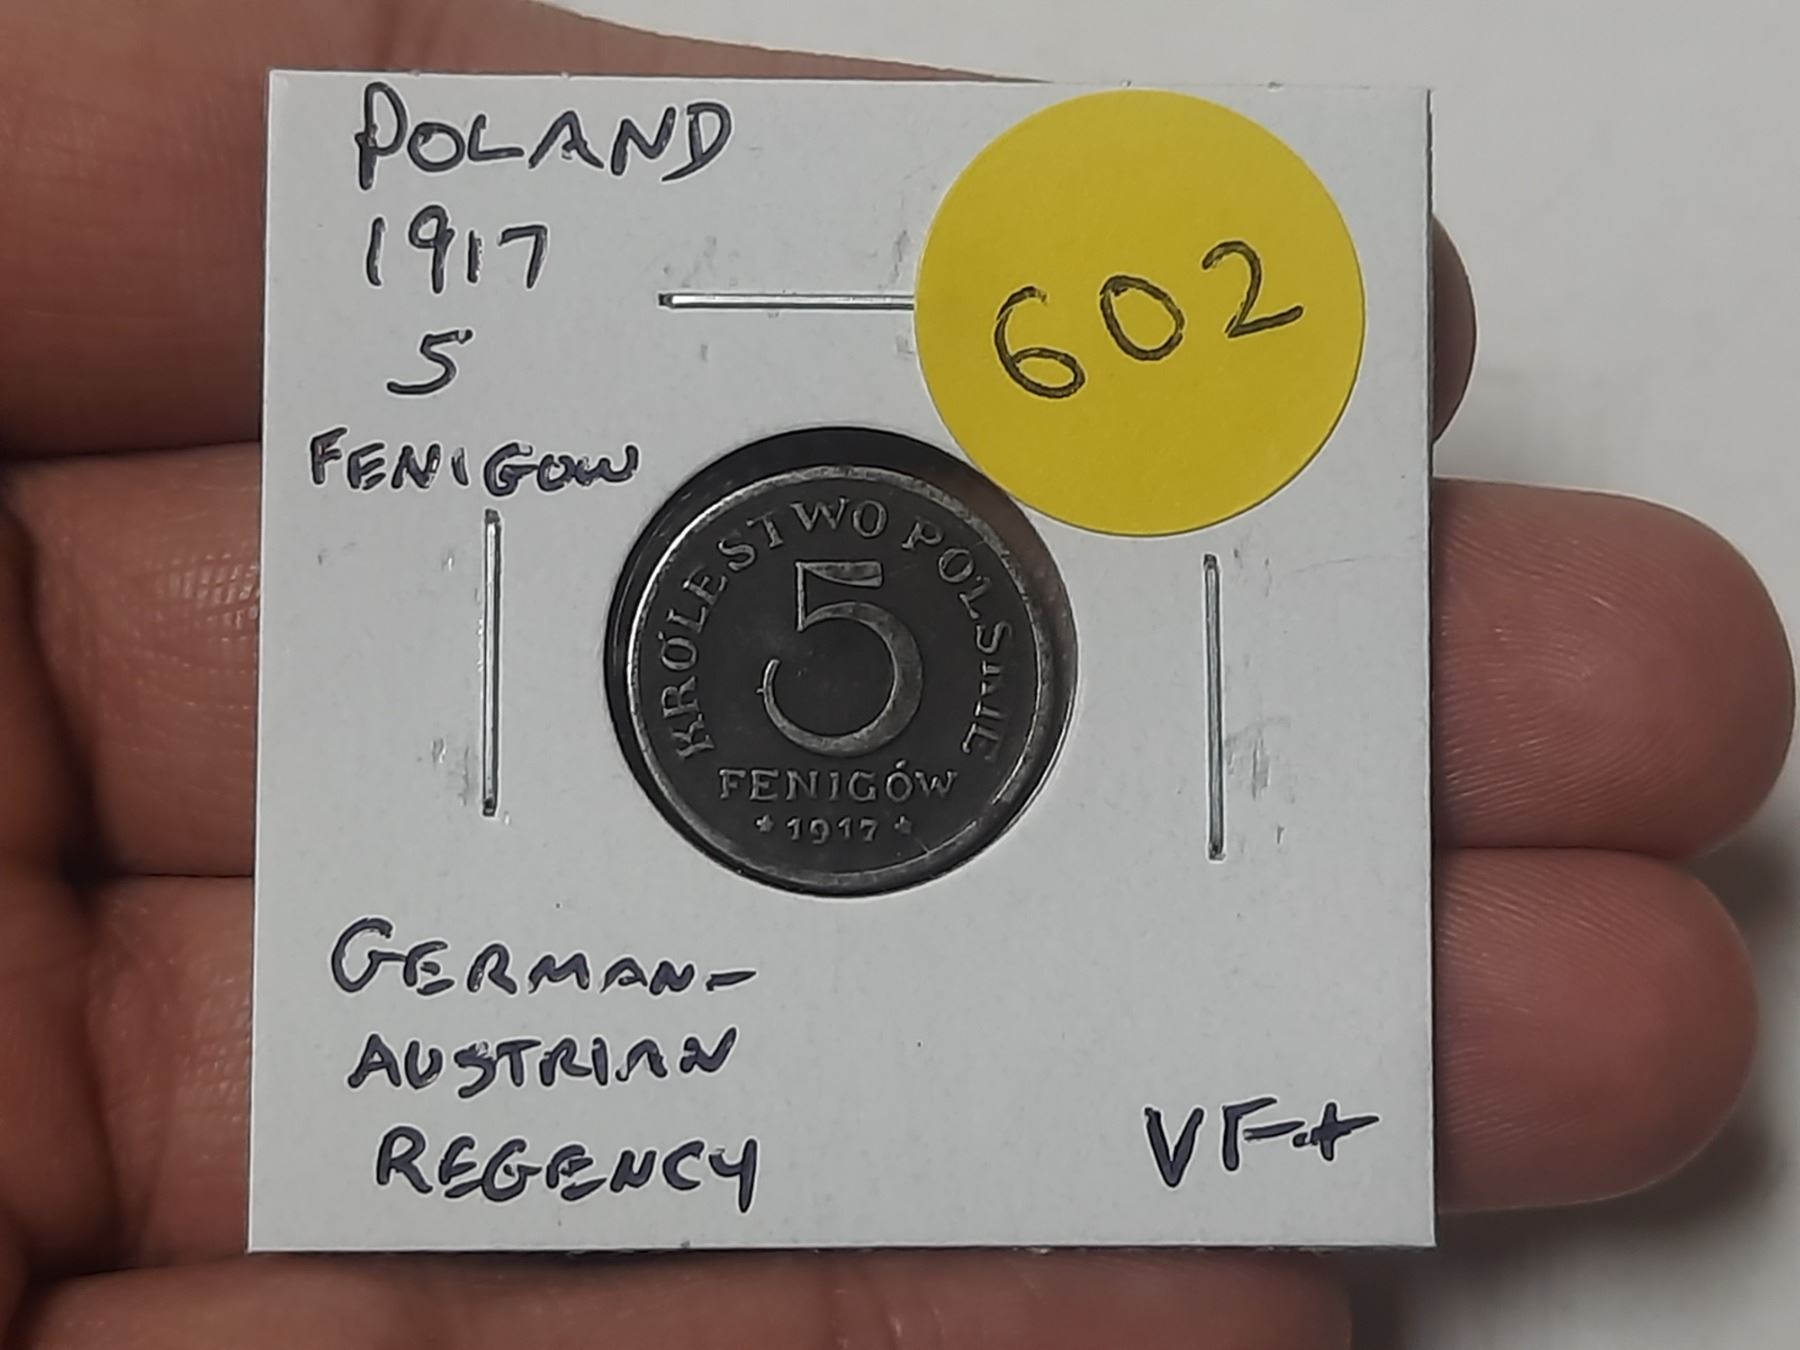 POLAND
1917
5
FENIGOW
602
KRÓLESTWO POLSKIE
5
FENIGÓW
* 1917 *
GERMAN-
AUSTRIAN
REGENCY
VF+